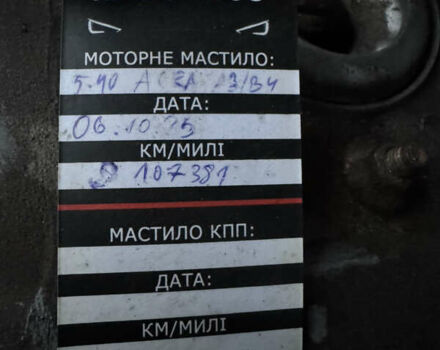 МОТОРНЕ МАСТИЛО:
5.40 ACEA A3/B4
ДАТА:
06.10.25
КМ/МИЛІ
107381
МАСТИЛО КПП:
ДАТА:
КМ/МИЛІ